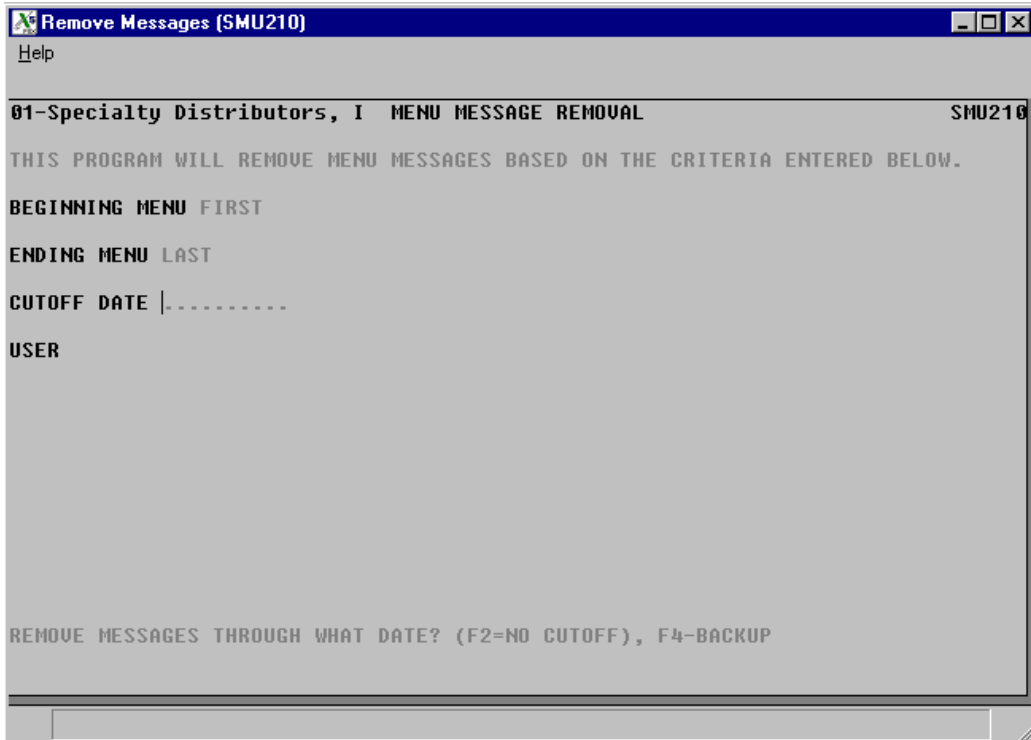 Remove Messages (SMU210)
Help
01-Specialty Distributors, I MENU MESSAGE REMOVAL SMU210
THIS PROGRAM WILL REMOVE MENU MESSAGES BASED ON THE CRITERIA ENTERED BELOW.
BEGINNING MENU FIRST
ENDING MENU LAST
CUTOFF DATE ..........
USER
REMOVE MESSAGES THROUGH WHAT DATE? (F2=NO CUTOFF), F4-BACKUP